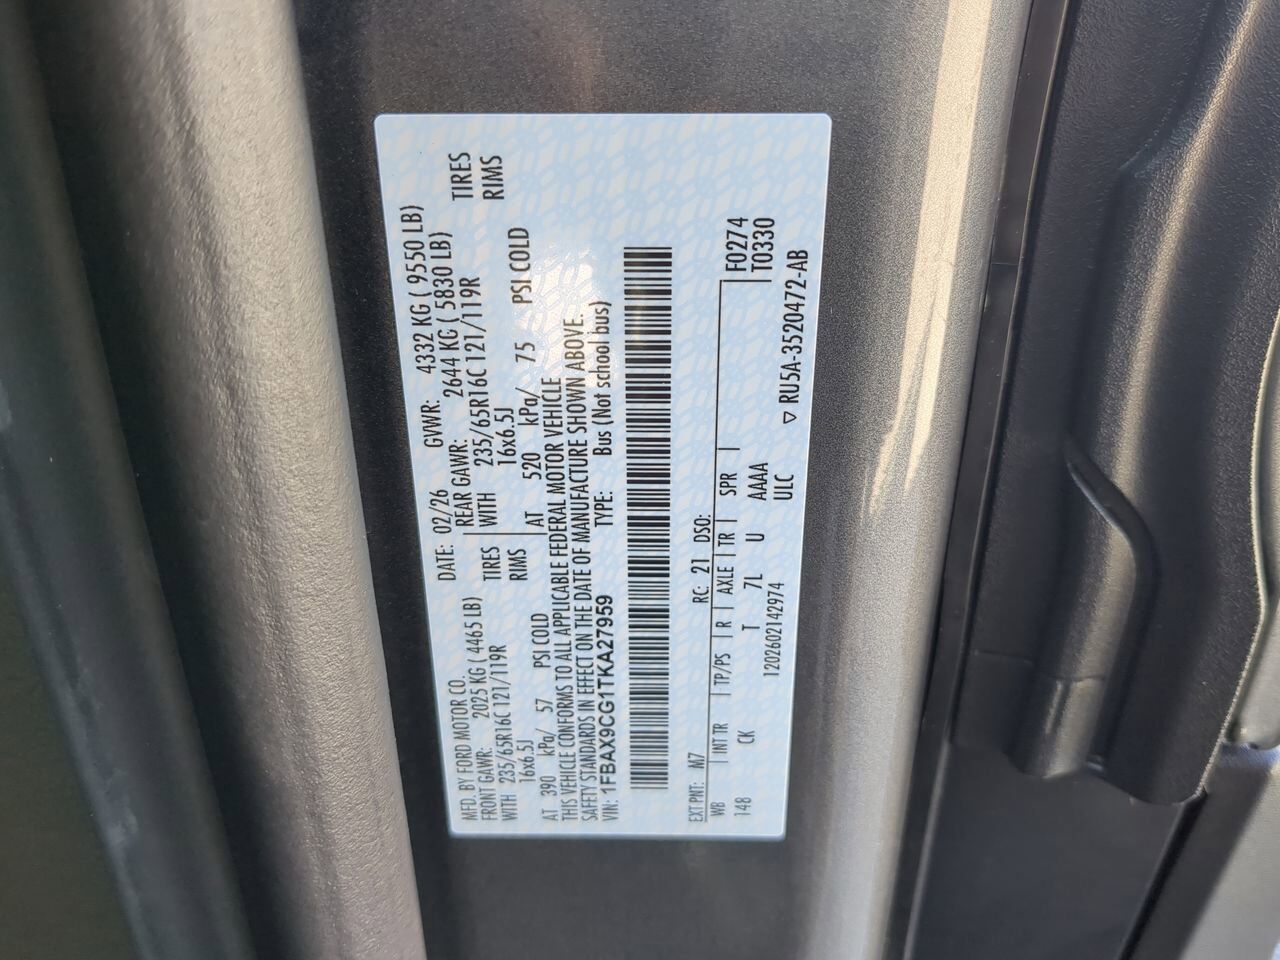 MFD. BY FORD MOTOR CO. DATE: 02/26 GVWR: 4332 KG ( 9550 LB)
FRONT GAWR: 2025 KG ( 4465 LB) REAR GAWR: 2644 KG ( 5830 LB)
WITH 235/65R16C 121/119R TIRES WITH 235/65R16C 121/119R TIRES
16x6.5J RIMS 16x6.5J RIMS
AT 390 kPa/ 57 PSI COLD AT 520 kPa/ 75 PSI COLD
THIS VEHICLE CONFORMS TO ALL APPLICABLE FEDERAL MOTOR VEHICLE
SAFETY STANDARDS IN EFFECT ON THE DATE OF MANUFACTURE SHOWN ABOVE.
VIN: 1FBAX9CG1TKA27959 TYPE: Bus (Not school bus)
EXT PNT: M7 RC: 21 DSO: F0274
WB INT TR TP/PS R AXLE TR SPR T0330
148 CK T 7L U AAAA
1202602142974 ULC
▽ RU5A-3520472-AB